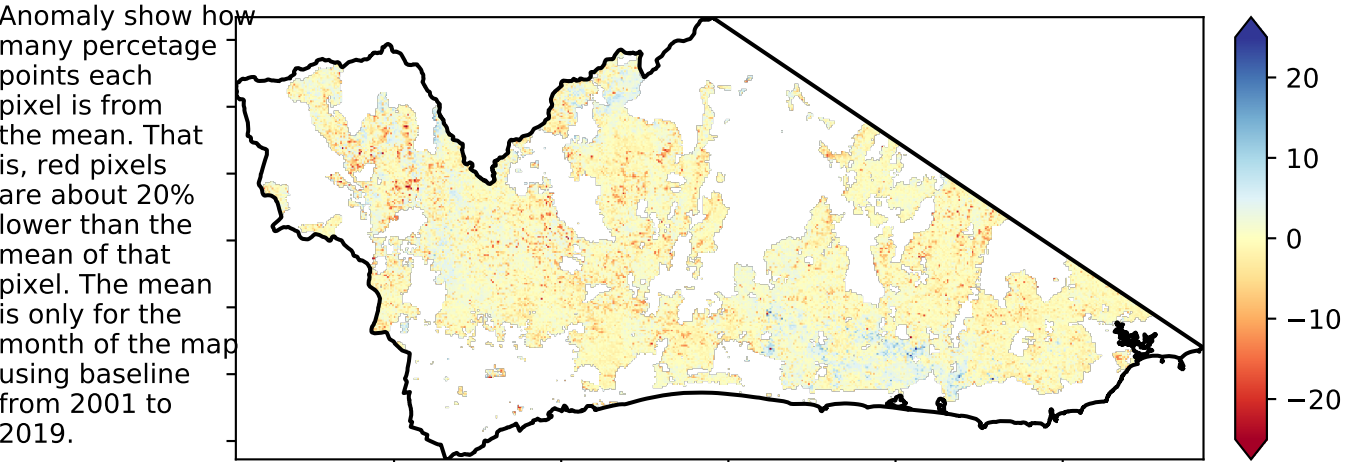 Anomaly show how
many percetage
points each
pixel is from
the mean. That
is, red pixels
are about 20%
lower than the
mean of that
pixel. The mean
is only for the
month of the map
using baseline
from 2001 to
2019.
20
10
0
−10
−20